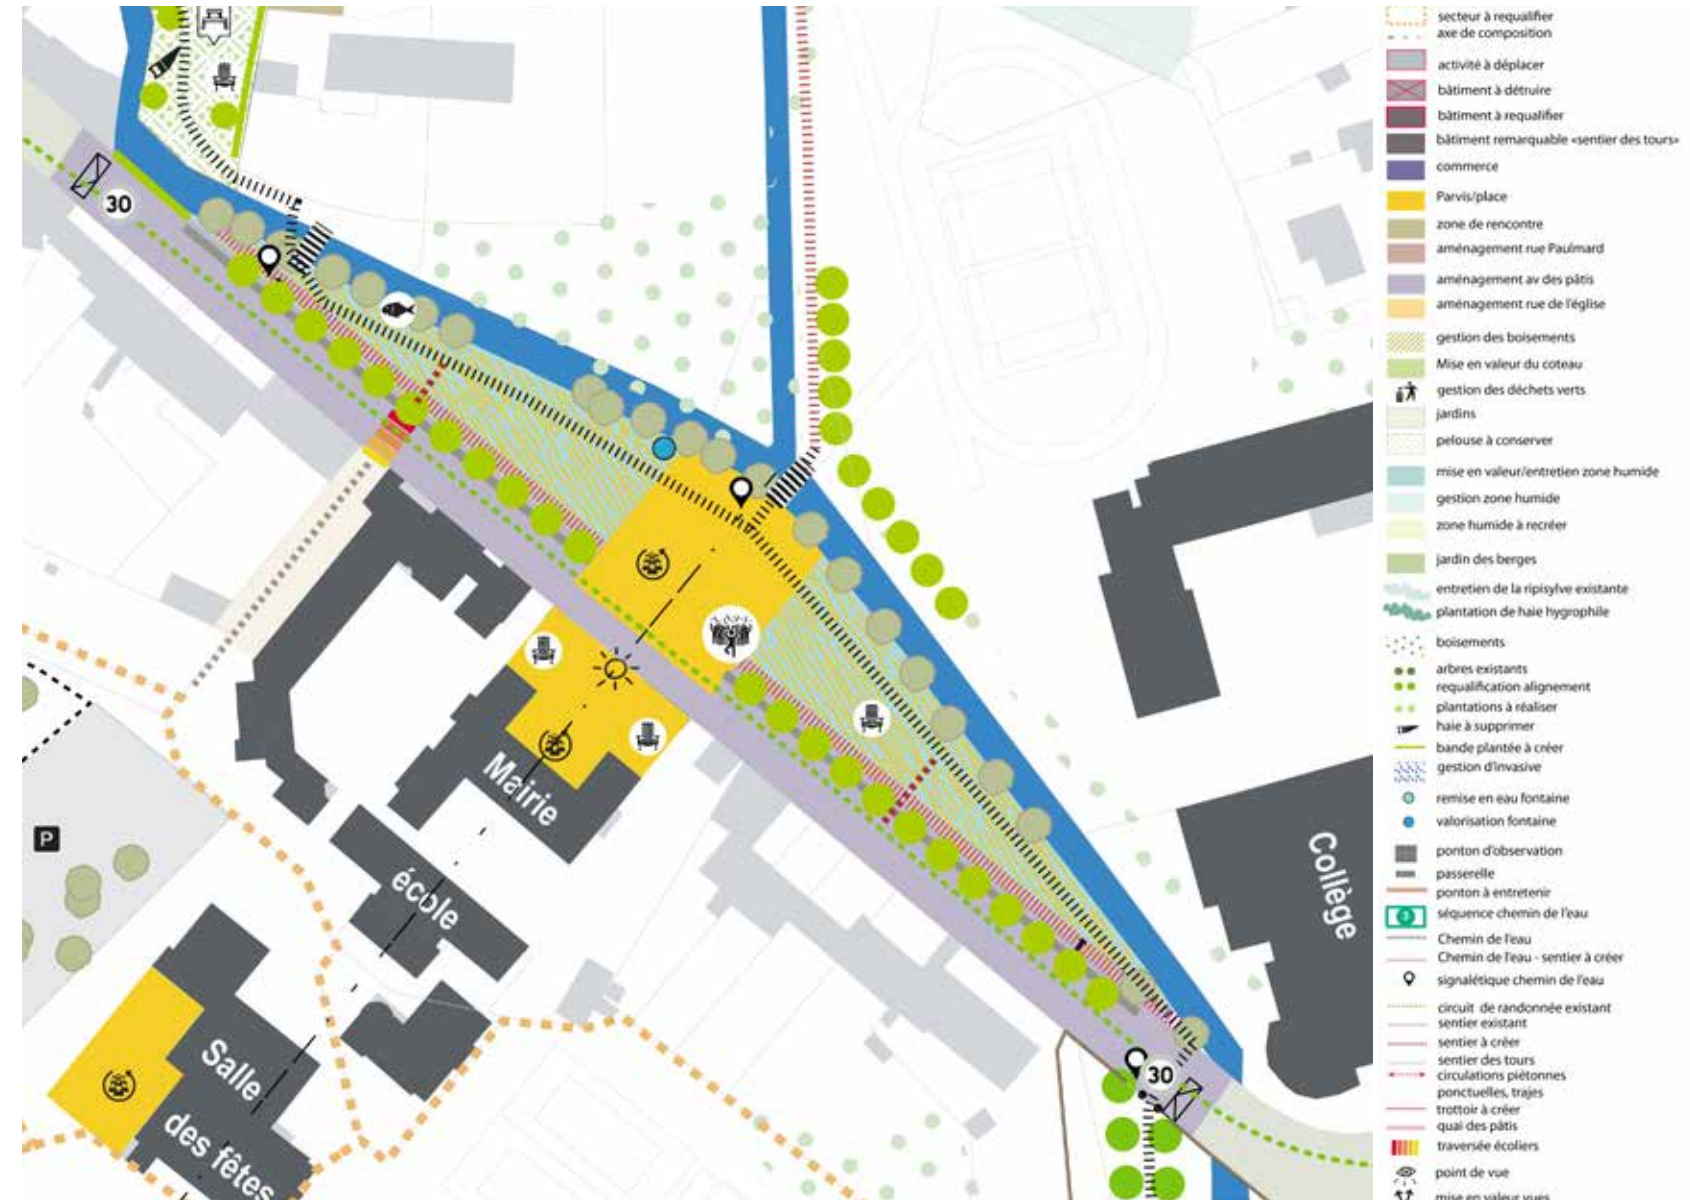 30
Mairie
école
P
Salle
des fêtes
30
Collège
secteur à requalifier
axe de composition
activité à déplacer
bâtiment à détruire
bâtiment à requalifier
bâtiment remarquable «sentier des tours»
commerce
Parvis/place
zone de rencontre
aménagement rue Paulmard
aménagement av des pâtis
aménagement rue de l'église
gestion des boisements
Mise en valeur du coteau
gestion des déchets verts
jardins
pelouse à conserver
mise en valeur/entretien zone humide
gestion zone humide
zone humide à recréer
jardin des berges
entretien de la ripisylve existante
plantation de haie hygrophile
boisements
arbres existants
requalification alignement
plantations à réaliser
haie à supprimer
bande plantée à créer
gestion d'invasive
remise en eau fontaine
valorisation fontaine
ponton d'observation
passerelle
ponton à entretenir
séquence chemin de l'eau
Chemin de l'eau
Chemin de l'eau - sentier à créer
signalétique chemin de l'eau
circuit de randonnée existant
sentier existant
sentier à créer
sentier des tours
circulations piétonnes
ponctuelles, trajes
trottoir à créer
quai des pâtis
traversée écoliers
point de vue
mise en valeur vues